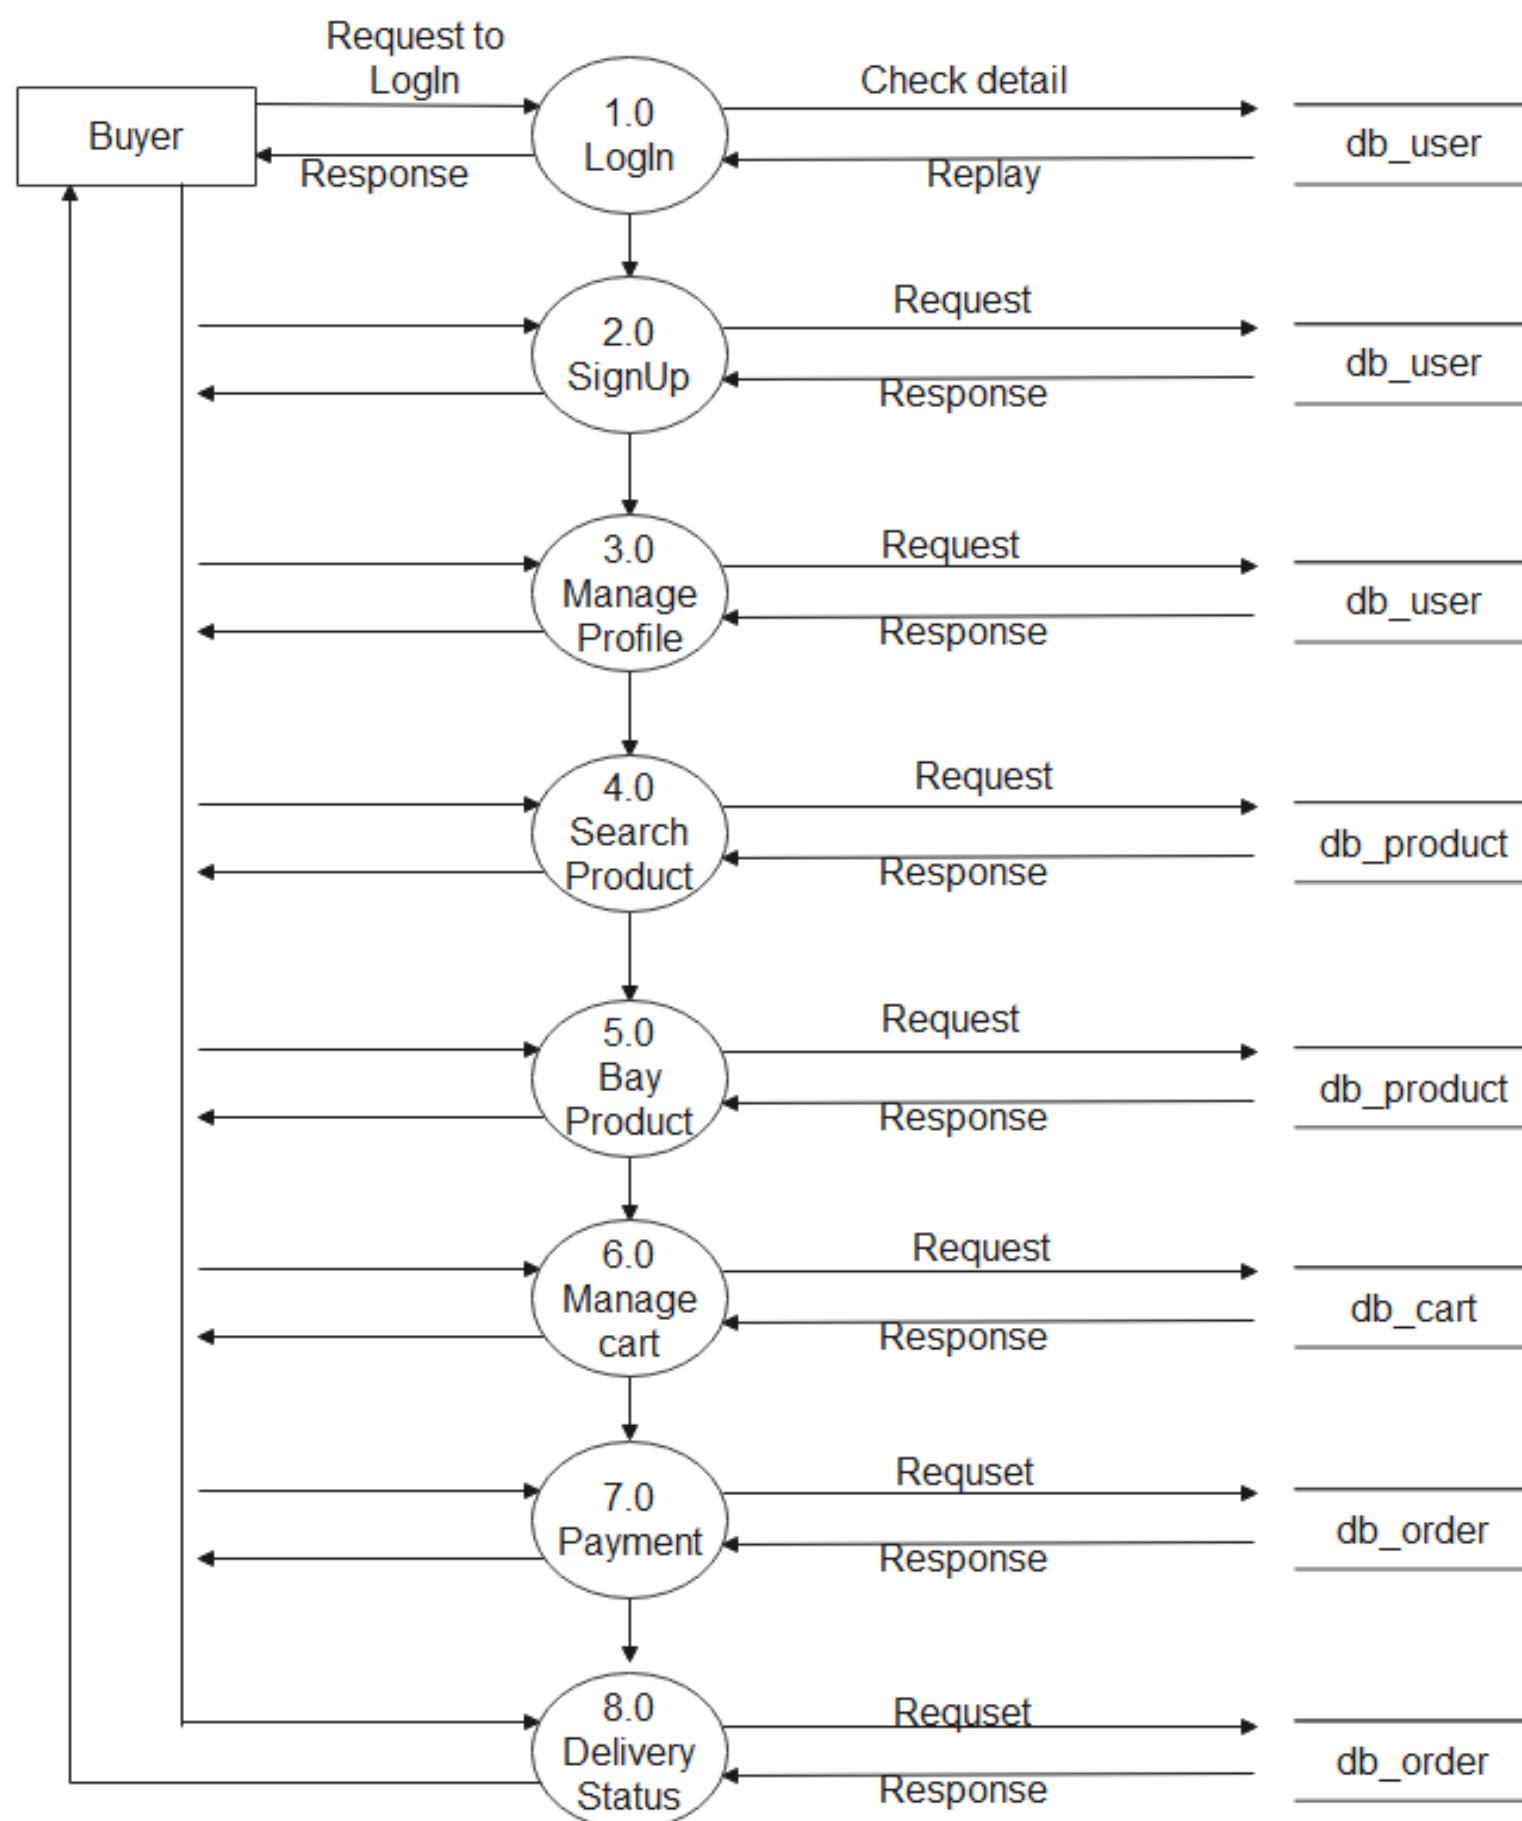 Request to
LogIn
Buyer
1.0
LogIn
Check detail
db_user
Response
Replay
2.0
SignUp
Request
db_user
Response
3.0
Manage
Profile
Request
db_user
Response
4.0
Search
Product
Request
db_product
Response
5.0
Bay
Product
Request
db_product
Response
6.0
Manage
cart
Request
db_cart
Response
7.0
Payment
Requset
db_order
Response
8.0
Delivery
Status
Requset
db_order
Response